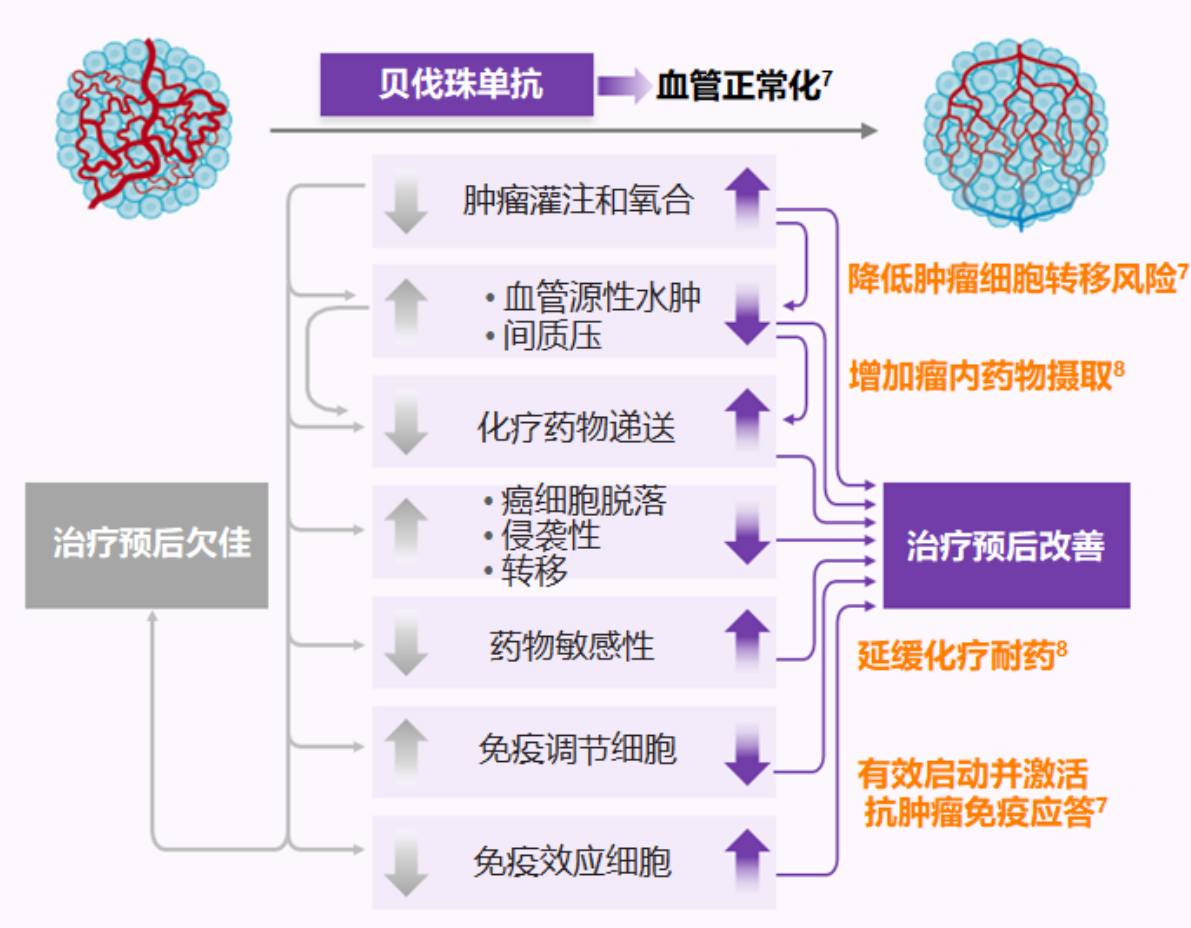 贝伐珠单抗
血管正常化⁷
肿瘤灌注和氧合
• 血管源性水肿
• 间质压
化疗药物递送
• 癌细胞脱落
• 侵袭性
• 转移
药物敏感性
免疫调节细胞
免疫效应细胞
治疗预后欠佳
降低肿瘤细胞转移风险⁷
增加瘤内药物摄取⁸
治疗预后改善
延缓化疗耐药⁸
有效启动并激活
抗肿瘤免疫应答⁷